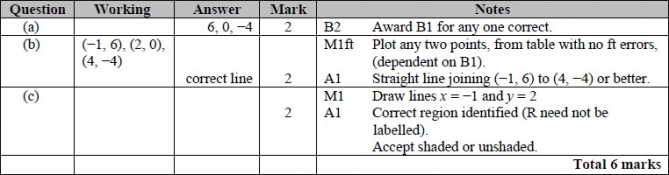 Question Working Answer Mark Notes
(a) 6, 0, −4 2 B2 Award B1 for any one correct.
(b) (−1, 6), (2, 0), M1ft Plot any two points, from table with no ft errors,
(4, −4) (dependent on B1).
correct line 2 A1 Straight line joining (−1, 6) to (4, −4) or better.
(c) M1 Draw lines x = −1 and y = 2
2 A1 Correct region identified (R need not be
labelled).
Accept shaded or unshaded.
Total 6 marks